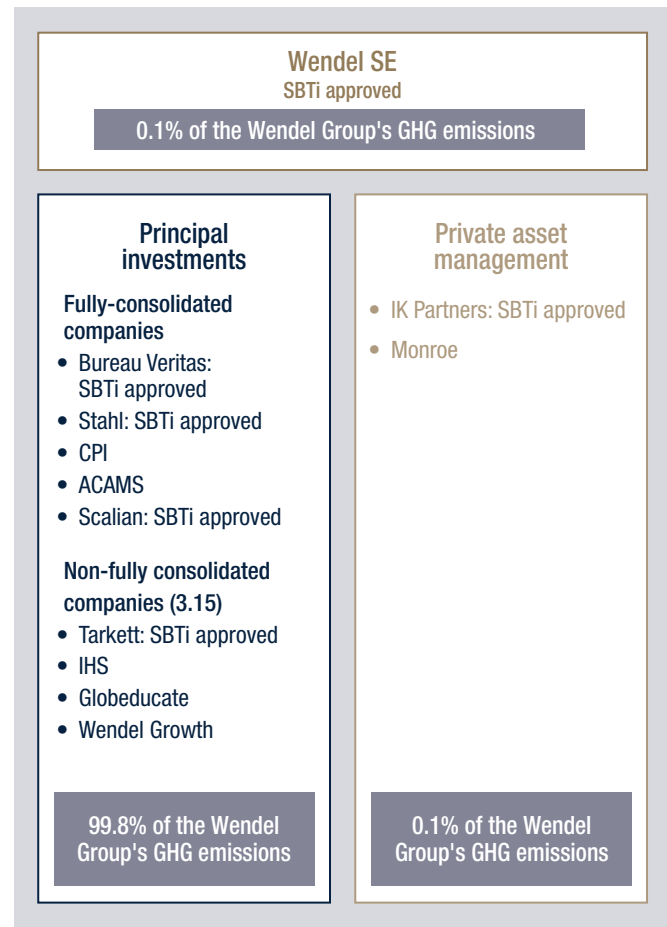 Wendel SE
SBTi approved
0.1% of the Wendel Group's GHG emissions
Principal
investments
Fully-consolidated
companies
• Bureau Veritas:
SBTi approved
• Stahl: SBTi approved
• CPI
• ACAMS
• Scalian: SBTi approved
Non-fully consolidated
companies (3.15)
• Tarkett: SBTi approved
• IHS
• Globeducate
• Wendel Growth
99.8% of the Wendel
Group's GHG emissions
Private asset
management
• IK Partners: SBTi approved
• Monroe
0.1% of the Wendel
Group's GHG emissions